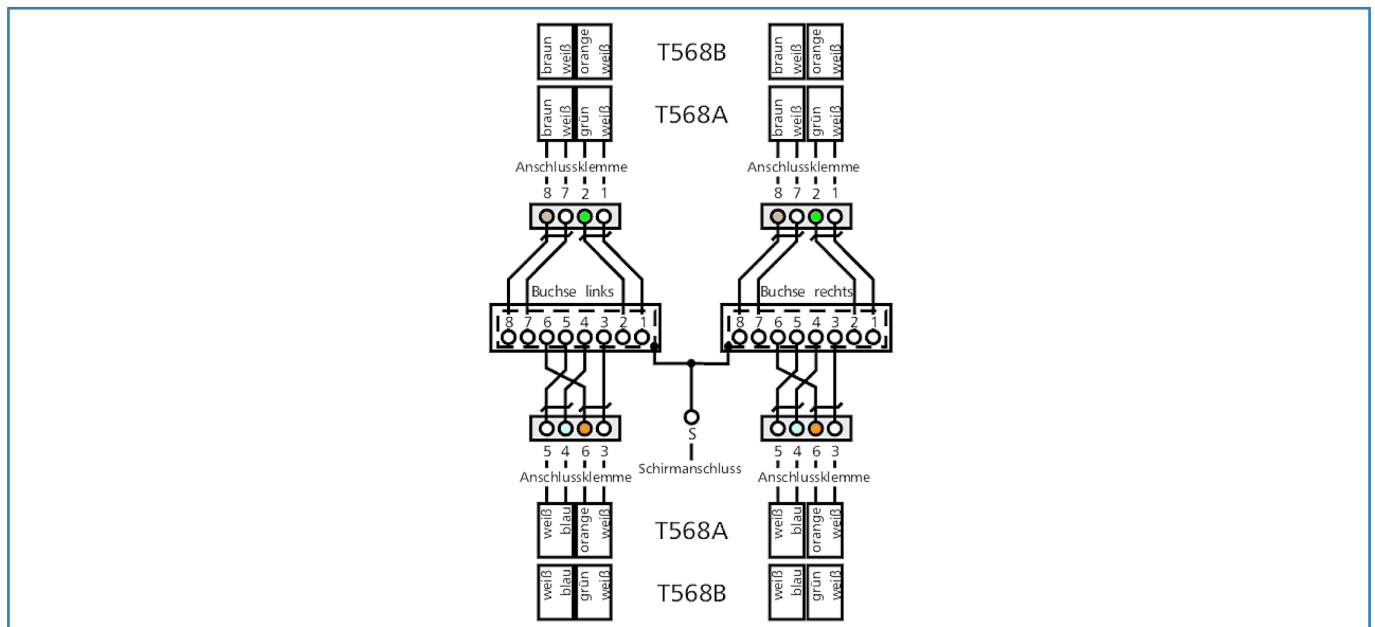 braun weiß orange weiß T568B braun weiß orange weiß
braun weiß grün weiß T568A braun weiß grün weiß
Anschlussklemme Anschlussklemme
8 7 2 1 8 7 2 1
Buchse links Buchse rechts
8 7 6 5 4 3 2 1 8 7 6 5 4 3 2 1
S
5 4 6 3 5 4 6 3
Schirmanschluss
Anschlussklemme Anschlussklemme
weiß blau orange weiß T568A weiß blau orange weiß
weiß blau grün weiß T568B weiß blau grün weiß